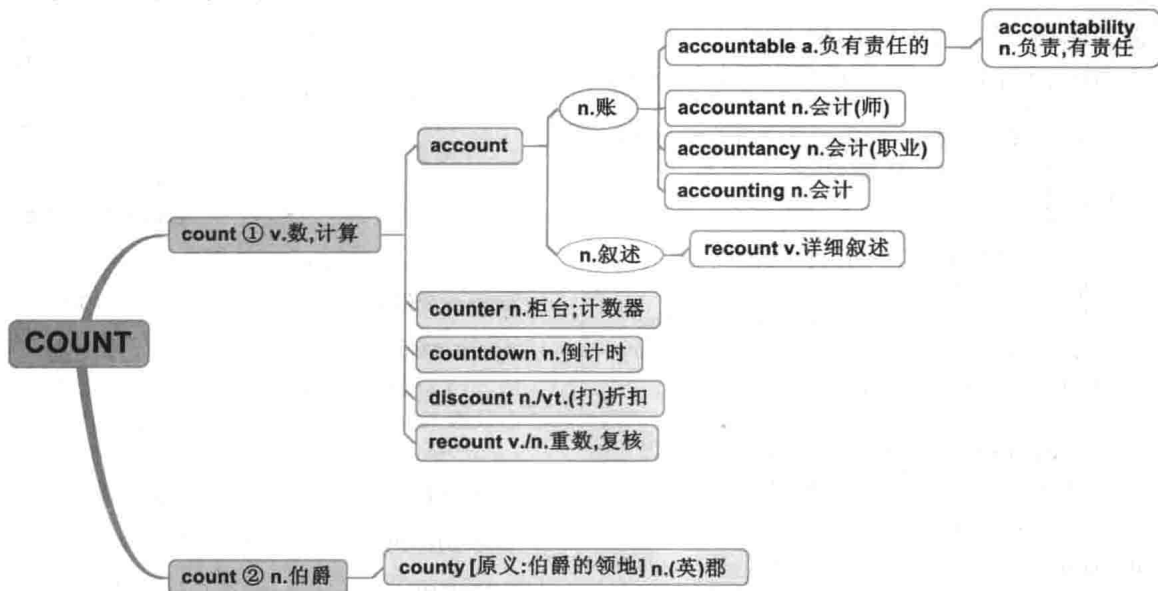 COUNT
count ① v.数,计算
account
n.账
accountable a.负有责任的
accountability
n.负责,有责任
accountant n.会计(师)
accountancy n.会计(职业)
accounting n.会计
n.叙述
recount v.详细叙述
counter n.柜台;计数器
countdown n.倒计时
discount n./vt.(打)折扣
recount v./n.重数,复核
count ② n.伯爵
county [原义:伯爵的领地] n.(英)郡